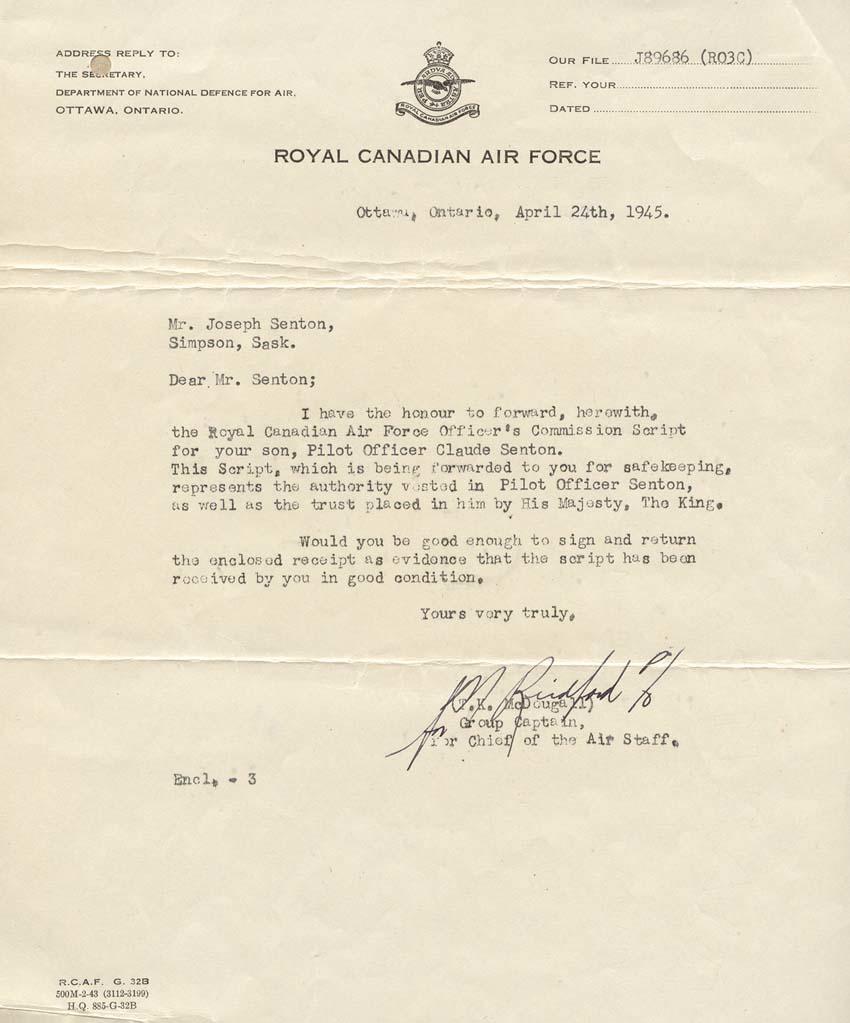 ADDRESS REPLY TO:
THE SECRETARY,
DEPARTMENT OF NATIONAL DEFENCE FOR AIR,
OTTAWA, ONTARIO.
OUR FILE J89686 (RO3C)
REF. YOUR
DATED
PER ARDVA AD ASTRA
ROYAL CANADIAN AIR FORCE
ROYAL CANADIAN AIR FORCE
Ottawa, Ontario, April 24th, 1945.
Mr. Joseph Senton,
Simpson, Sask.
Dear Mr. Senton;
I have the honour to forward, herewith,
the Royal Canadian Air Force Officer's Commission Script
for your son, Pilot Officer Claude Senton.
This Script, which is being forwarded to you for safekeeping,
represents the authority vested in Pilot Officer Senton,
as well as the trust placed in him by His Majesty, The King.
Would you be good enough to sign and return
the enclosed receipt as evidence that the script has been
received by you in good condition.
Yours very truly,
for
(T.K. McDougall)
Group Captain,
for Chief of the Air Staff.
Encl. - 3
R.C.A.F. G. 32B
500M-2-43 (3112-3199)
H.Q. 885-G-32B